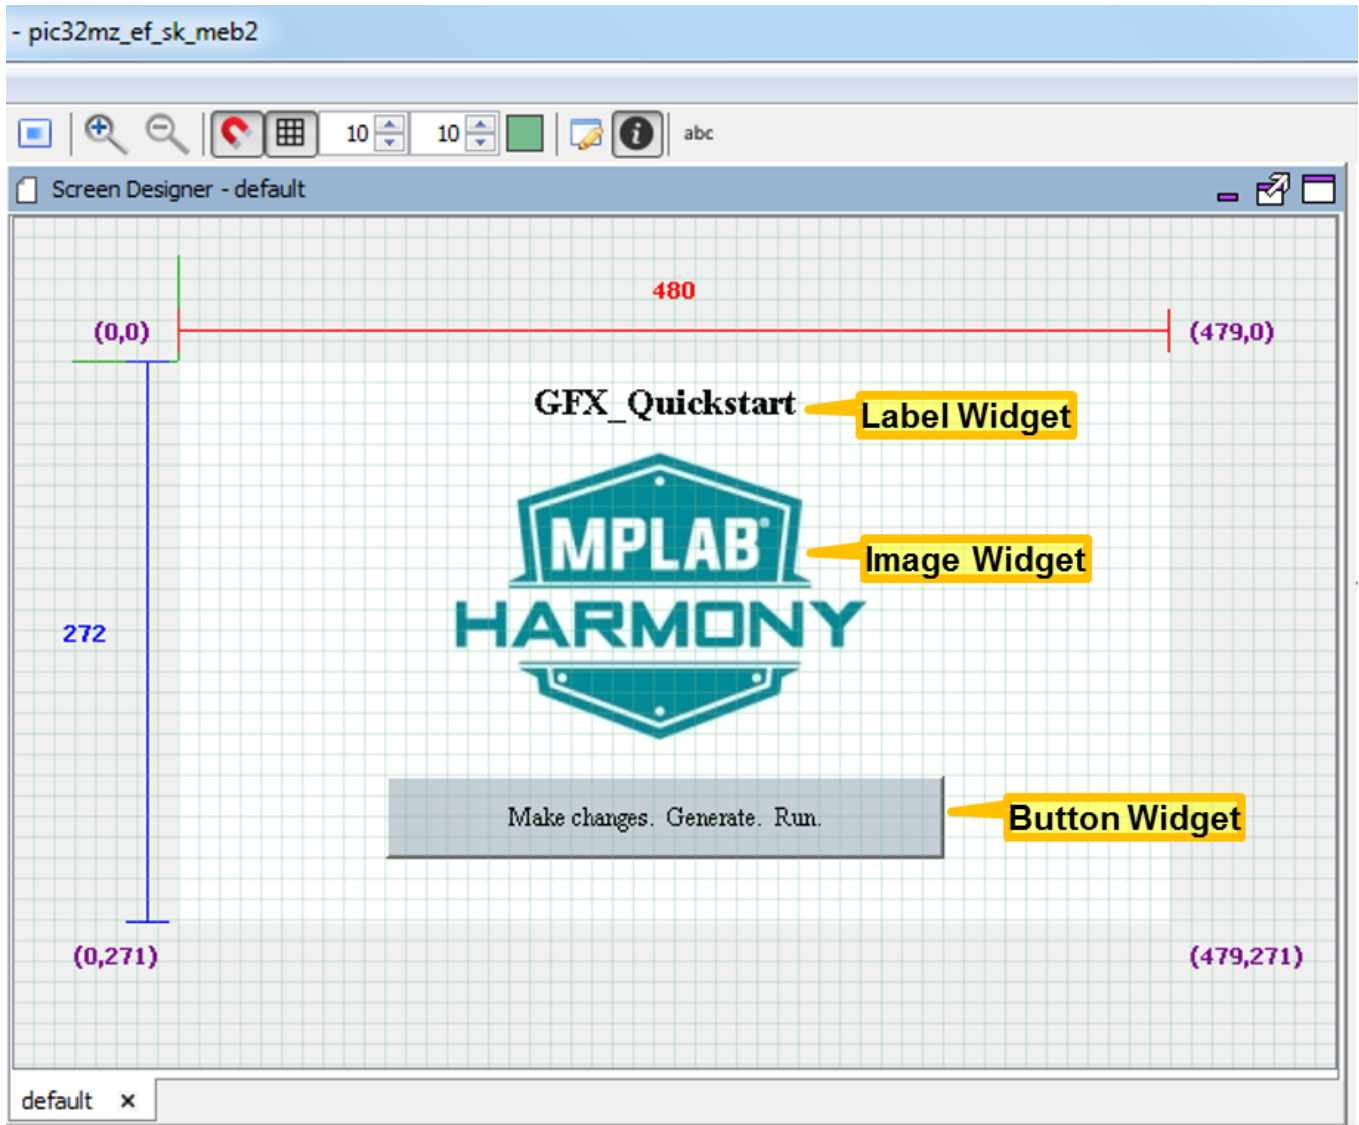 - pic32mz_ef_sk_meb2
10 10 abc
Screen Designer - default
480
(0,0) (479,0)
GFX_Quickstart
Label Widget
MPLAB®
Image Widget
HARMONY
272
Make changes. Generate. Run.
Button Widget
(0,271) (479,271)
default